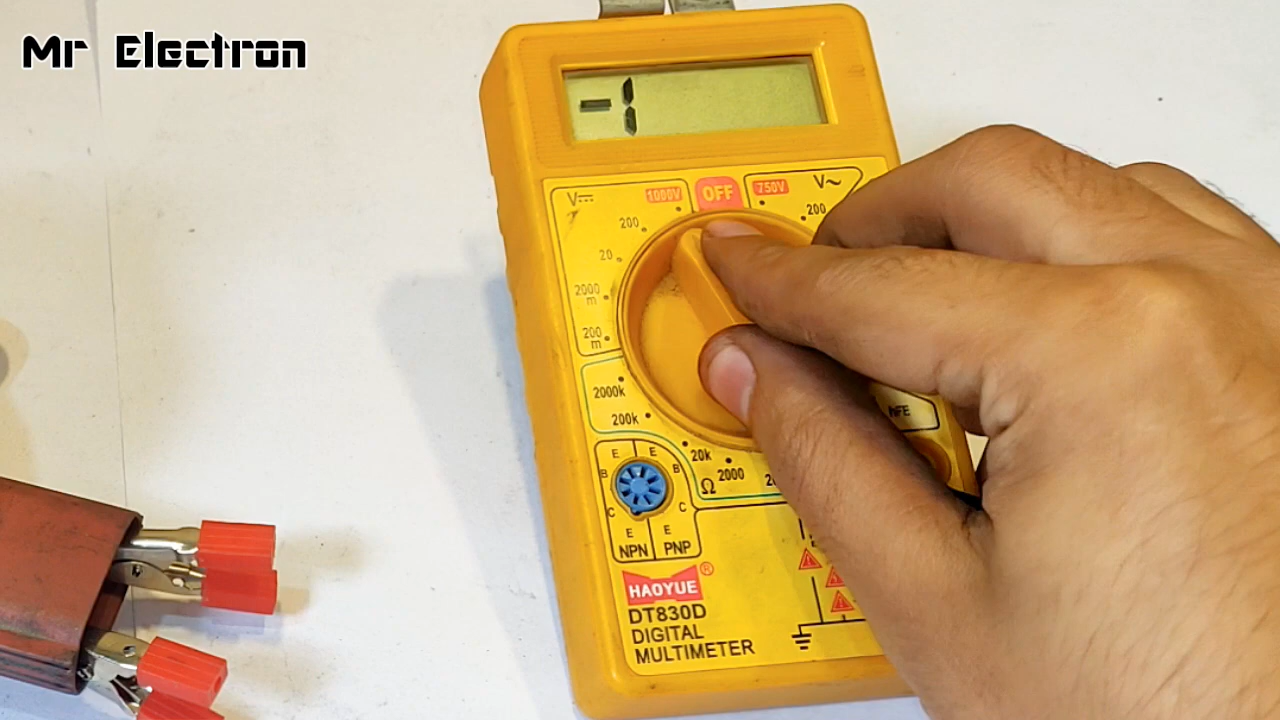 Mr Electron
-1
V⎓ 1000V OFF 750V V~
200 200
20
2000
m
200
m
2000k
200k
hFE
20k
2000
Ω
E E
B B
C C
E E
NPN PNP
HAOYUE®
DT830D
DIGITAL
MULTIMETER